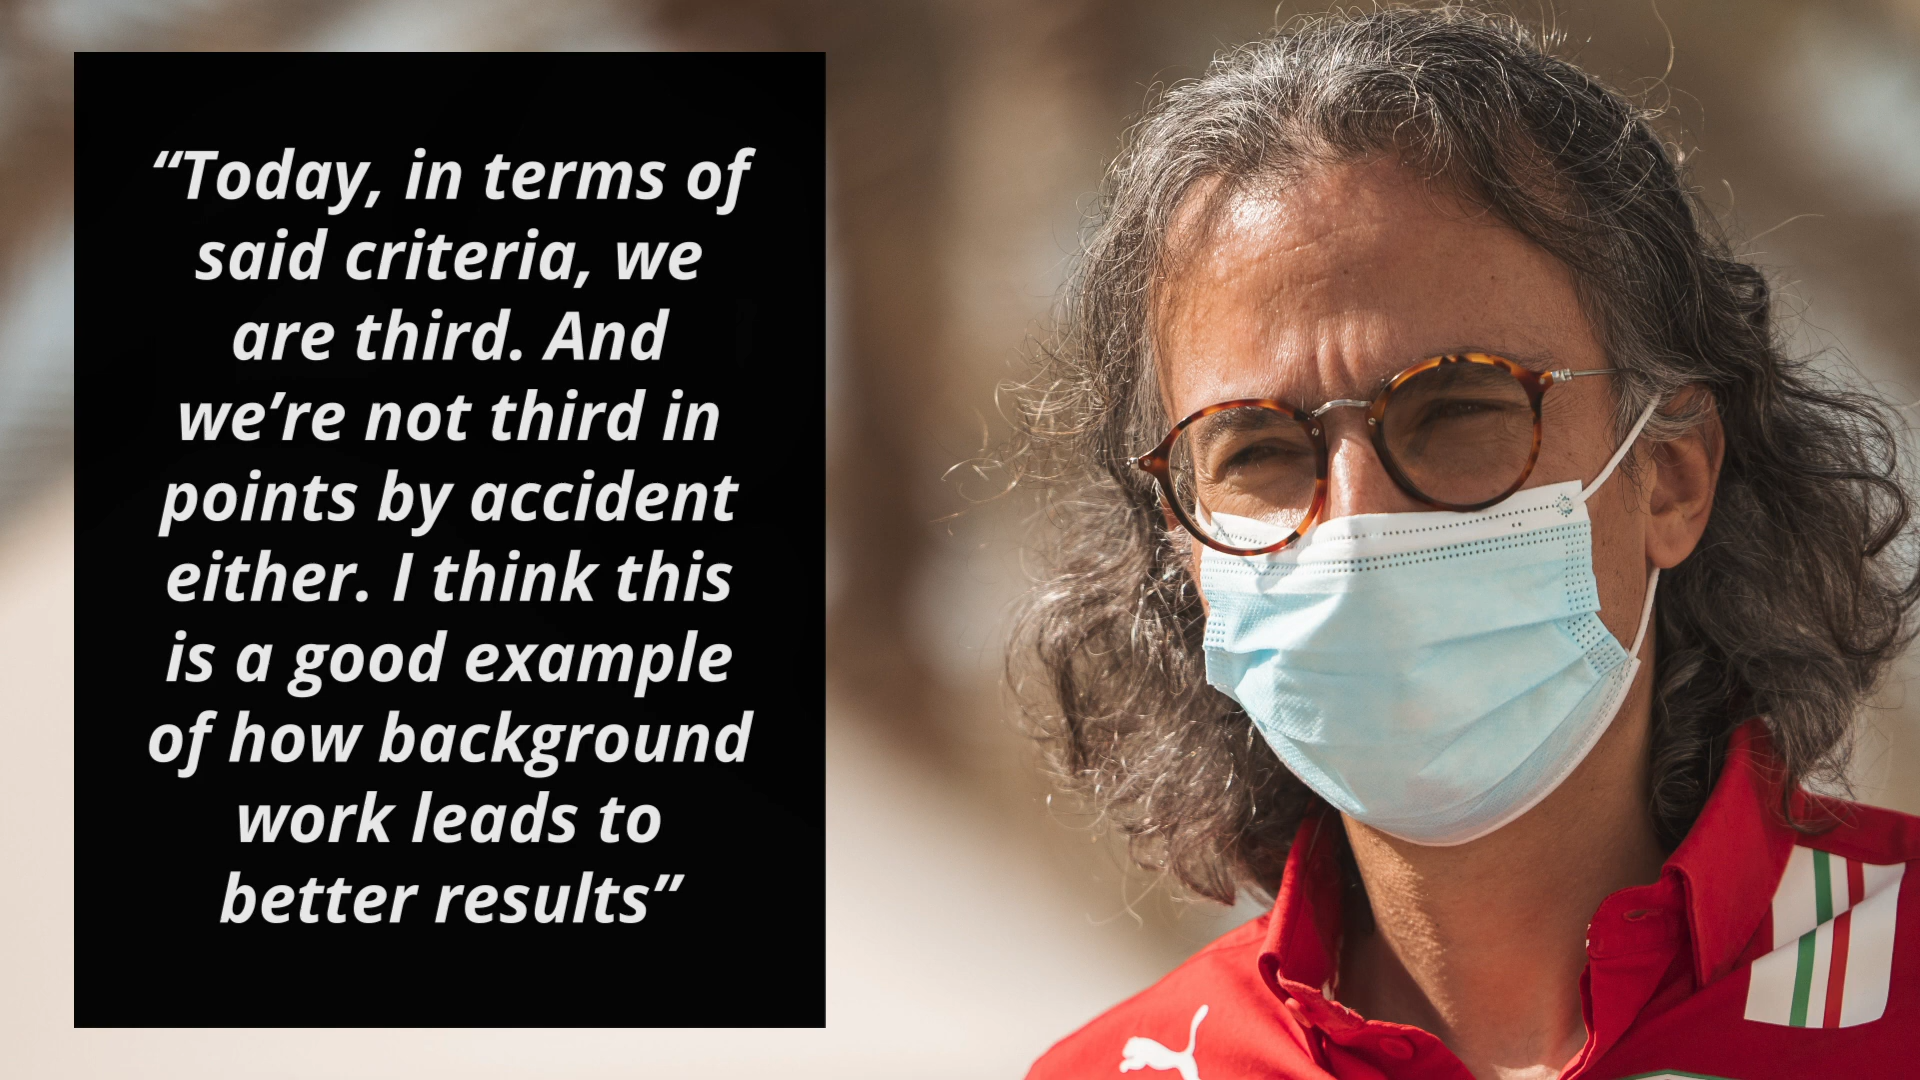 “Today, in terms of
said criteria, we
are third. And
we’re not third in
points by accident
either. I think this
is a good example
of how background
work leads to
better results”